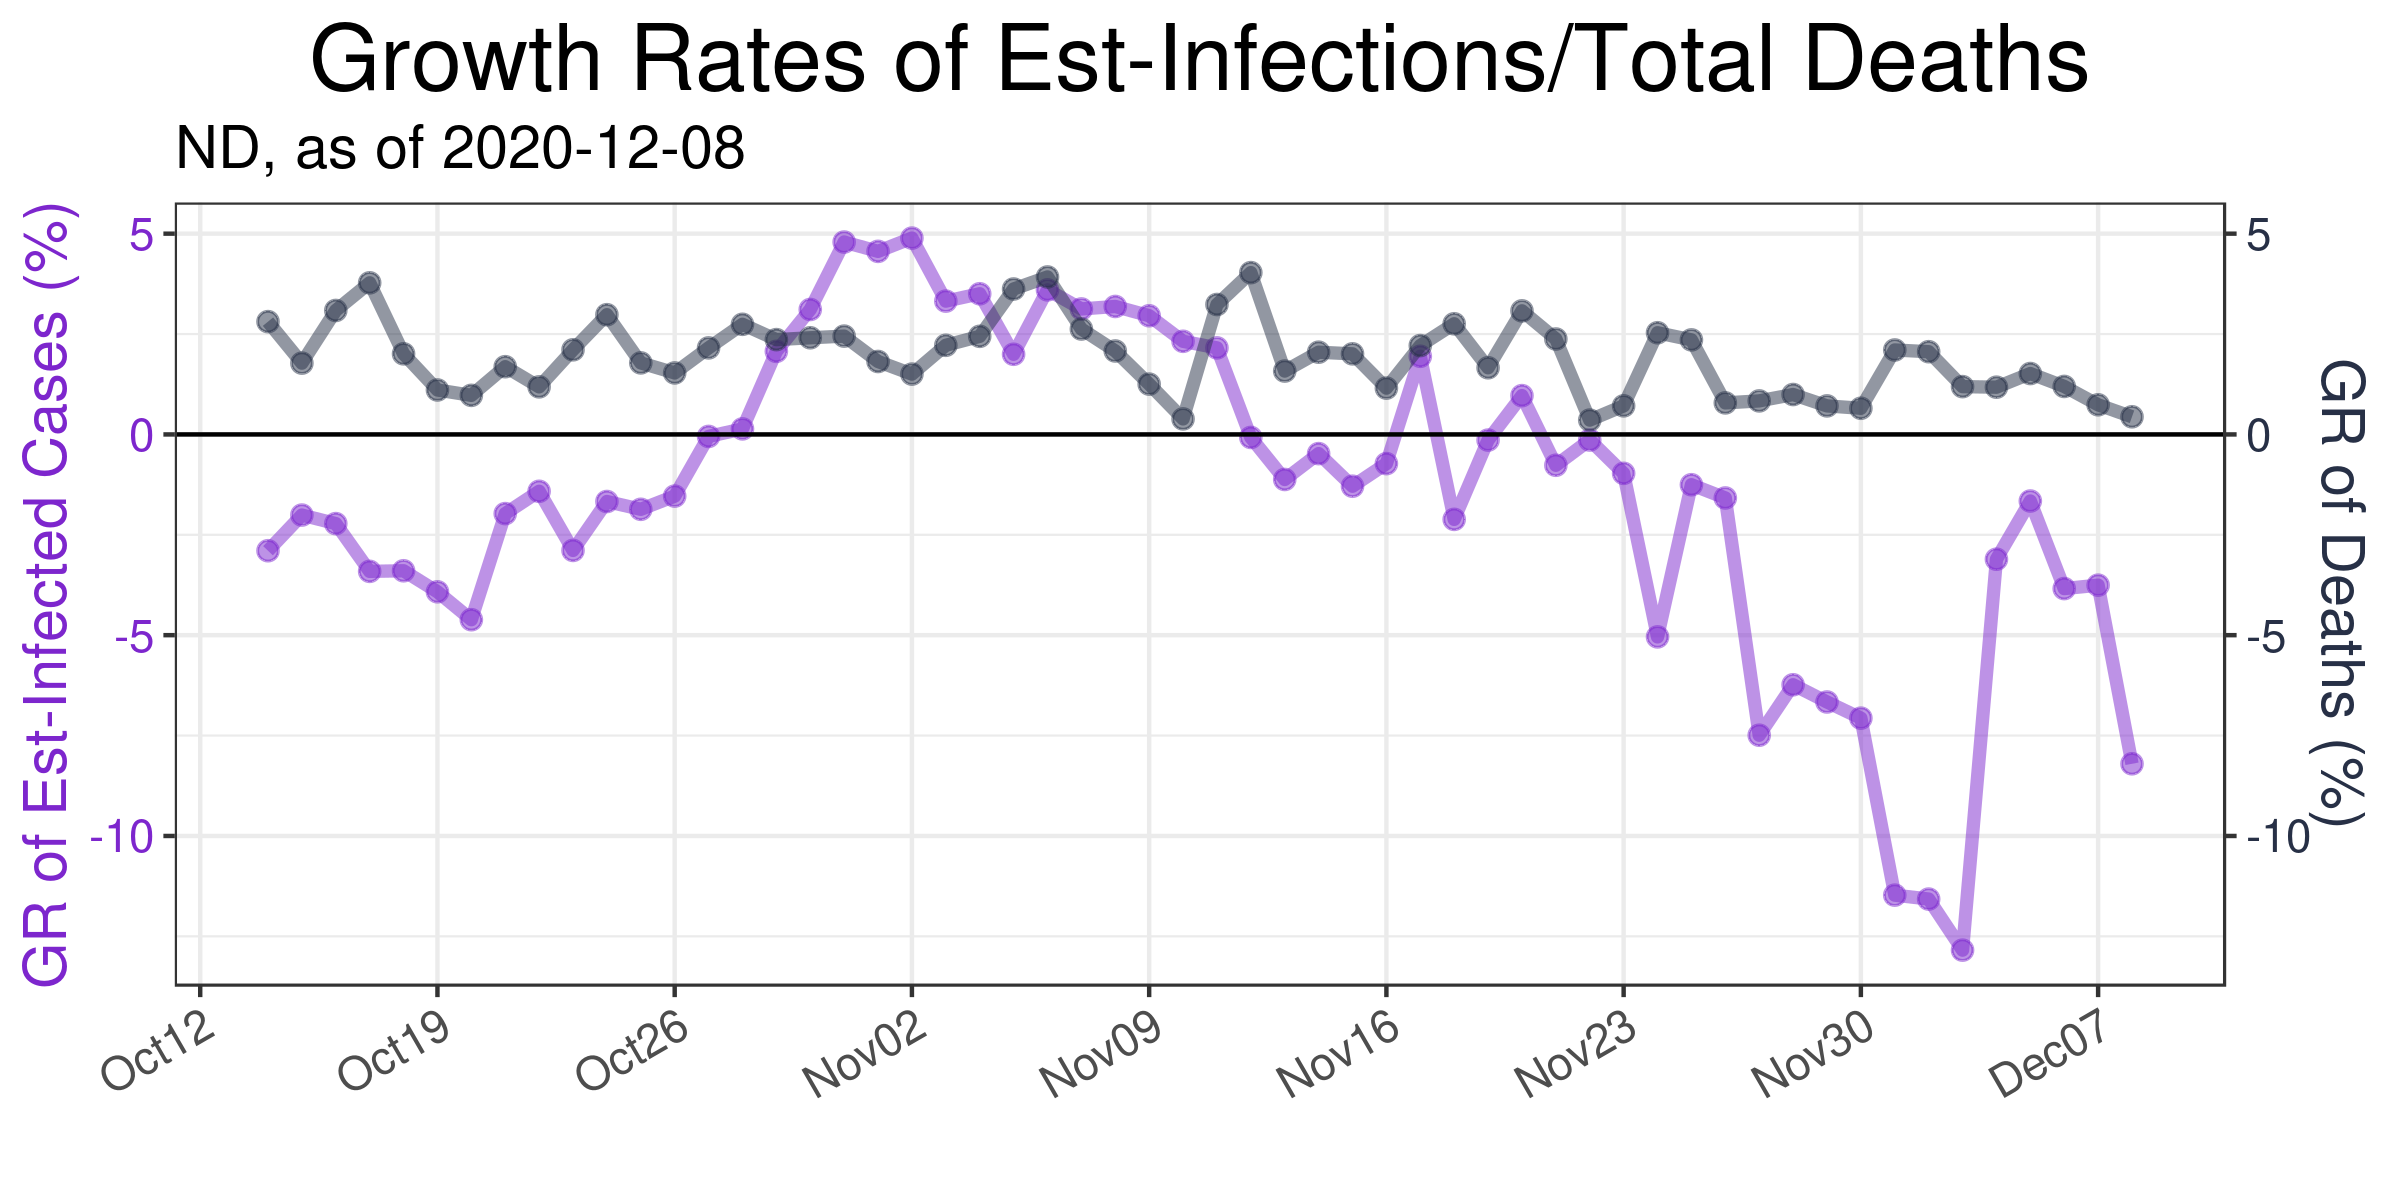 Growth Rates of Est-Infections/Total Deaths
ND, as of 2020-12-08
GR of Est-Infected Cases (%)
5
0
-5
-10
5
0
-5
-10
GR of Deaths (%)
Oct12
Oct19
Oct26
Nov02
Nov09
Nov16
Nov23
Nov30
Dec07